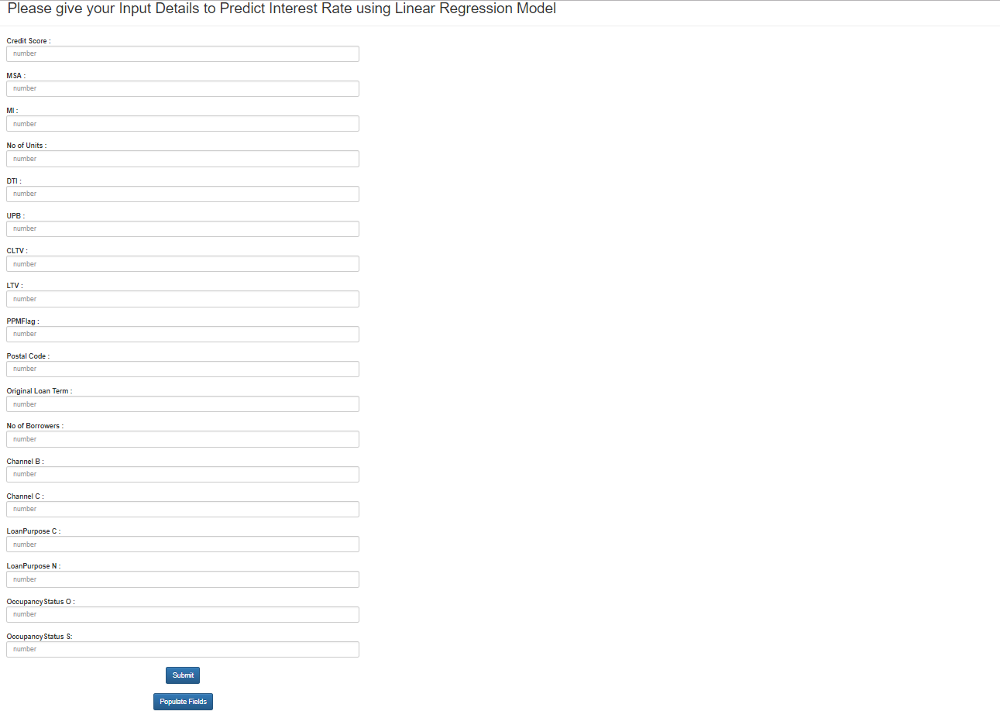 Please give your Input Details to Predict Interest Rate using Linear Regression Model
Credit Score :
number
MSA :
number
MI :
number
No of Units :
number
DTI :
number
UPB :
number
CLTV :
number
LTV :
number
PPMFlag :
number
Postal Code :
number
Original Loan Term :
number
No of Borrowers :
number
Channel B :
number
Channel C :
number
LoanPurpose C :
number
LoanPurpose N :
number
OccupancyStatus O :
number
OccupancyStatus S:
number
Submit
Populate Fields